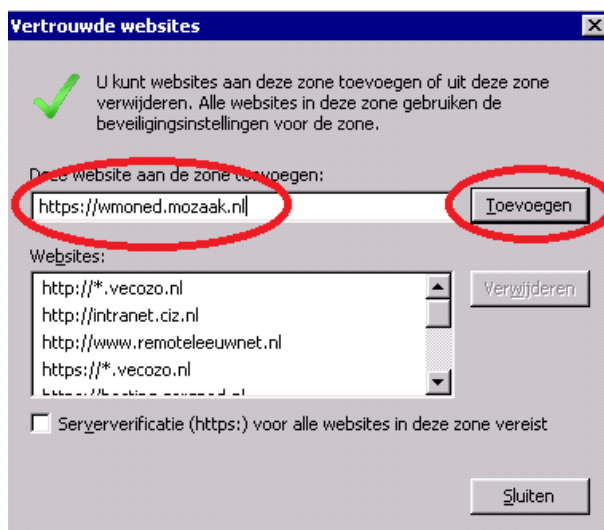 Vertrouwde websites
U kunt websites aan deze zone toevoegen of uit deze zone
verwijderen. Alle websites in deze zone gebruiken de
beveiligingsinstellingen voor de zone.
Deze website aan de zone toevoegen:
https://wmoned.mozaak.nl
Toevoegen
Websites:
http://*.vecozo.nl
http://intranet.ciz.nl
http://www.remoteleeuwnet.nl
https://*.vecozo.nl
Verwijderen
Serververificatie (https:) voor alle websites in deze zone vereist
Sluiten